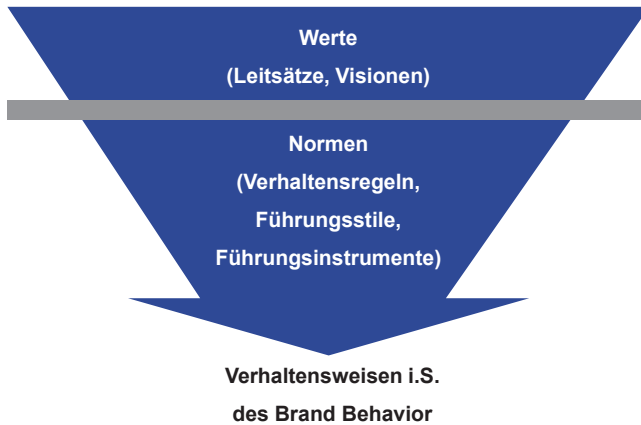 Werte
(Leitsätze, Visionen)
Normen
(Verhaltensregeln,
Führungsstile,
Führungsinstrumente)
Verhaltensweisen i.S.
des Brand Behavior